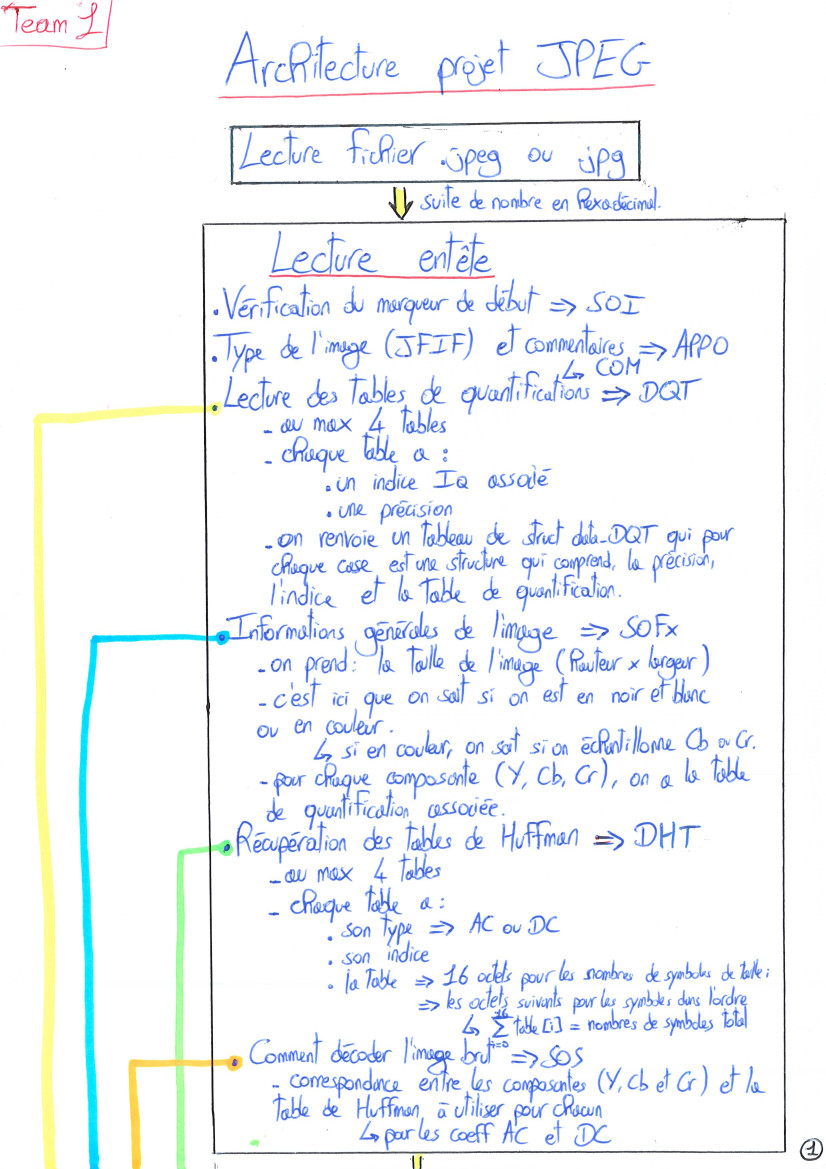 Team 1
Architecture projet JPEG
Lecture fichier .jpeg ou .jpg
suite de nombre en hexadécimal.
Lecture entête
. Vérification du marqueur de début => SOI
. Type de l'image (JFIF) et commentaires => APPO
↳ COM
. Lecture des tables de quantifications => DQT
- au max 4 tables
- chaque table a :
. un indice IQ associé
. une précision
- on renvoie un tableau de struct data_DQT qui pour
chaque case est une structure qui comprend, la précision,
l'indice et la table de quantification.
. Informations générales de l'image => SOFx
- on prend : la taille de l'image (hauteur x largeur)
- c'est ici que on sait si on est en noir et blanc
ou en couleur.
↳ si en couleur, on sait si on échantillonne Cb ou Cr.
- pour chaque composante (Y, Cb, Cr), on a la table
de quantification associée.
. Récupération des tables de Huffman => DHT
- au max 4 tables
- chaque table a :
. son type => AC ou DC
. son indice
. la table => 16 octets pour les nombres de symboles de taille i
=> les octets suivants pour les symboles dans l'ordre
↳ 16 Σ i=0 table [i] = nombres de symboles total
. Comment décoder l'image brut => SOS
- correspondance entre les composantes (Y, Cb et Cr) et la
table de Huffman, à utiliser pour chacun
↳ pour les coeff AC et DC
1